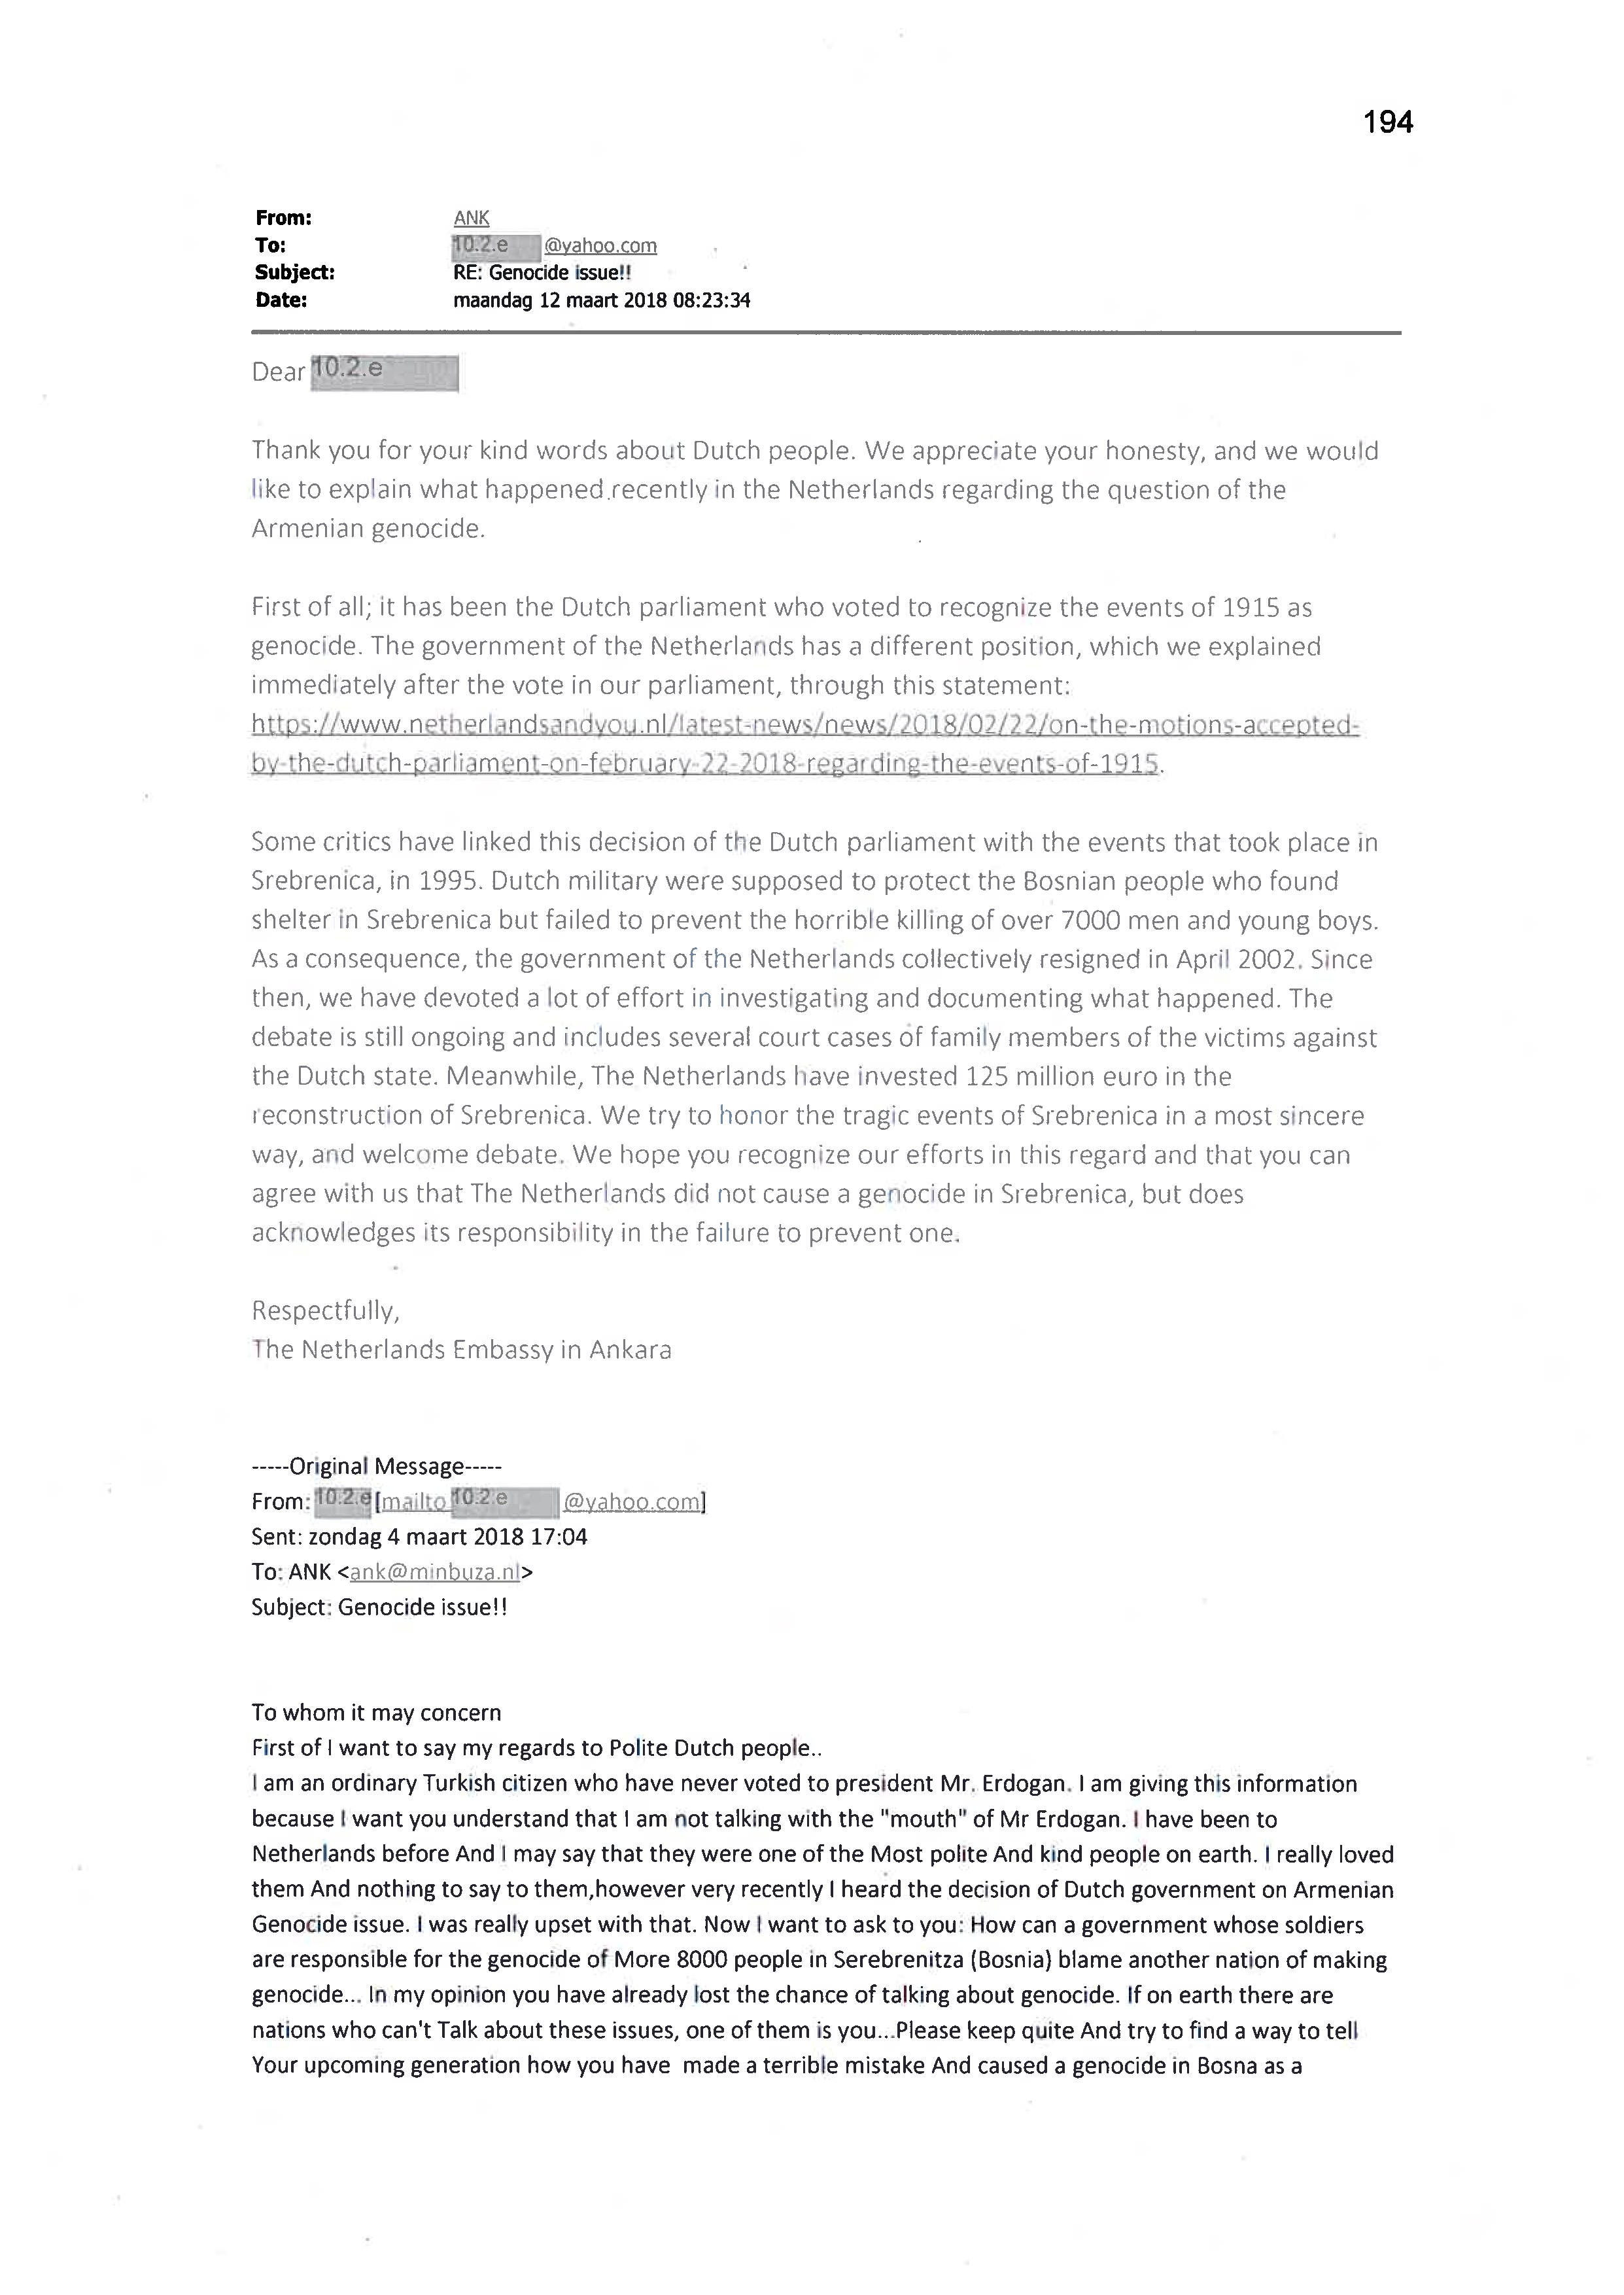 194
From: ANK
To: 10.2.e @yahoo.com
Subject: RE: Genocide issue!!
Date: maandag 12 maart 2018 08:23:34
Dear 10.2.e
Thank you for your kind words about Dutch people. We appreciate your honesty, and we would
like to explain what happened recently in the Netherlands regarding the question of the
Armenian genocide.
First of all; it has been the Dutch parliament who voted to recognize the events of 1915 as
genocide. The government of the Netherlands has a different position, which we explained
immediately after the vote in our parliament, through this statement:
https://www.netherlandsandyou.nl/latest-news/news/2018/02/22/on-the-motions-accepted-
by-the-dutch-parliament-on-february-22-2018-regarding-the-events-of-1915.
Some critics have linked this decision of the Dutch parliament with the events that took place in
Srebrenica, in 1995. Dutch military were supposed to protect the Bosnian people who found
shelter in Srebrenica but failed to prevent the horrible killing of over 7000 men and young boys.
As a consequence, the government of the Netherlands collectively resigned in April 2002. Since
then, we have devoted a lot of effort in investigating and documenting what happened. The
debate is still ongoing and includes several court cases of family members of the victims against
the Dutch state. Meanwhile, The Netherlands have invested 125 million euro in the
reconstruction of Srebrenica. We try to honor the tragic events of Srebrenica in a most sincere
way, and welcome debate. We hope you recognize our efforts in this regard and that you can
agree with us that The Netherlands did not cause a genocide in Srebrenica, but does
acknowledges its responsibility in the failure to prevent one.
Respectfully,
The Netherlands Embassy in Ankara
-----Original Message-----
From: 10.2.e [mailto 10.2.e @yahoo.com]
Sent: zondag 4 maart 2018 17:04
To: ANK <ank@minbuza.nl>
Subject: Genocide issue!!
To whom it may concern
First of I want to say my regards to Polite Dutch people..
I am an ordinary Turkish citizen who have never voted to president Mr. Erdogan. I am giving this information
because I want you understand that I am not talking with the "mouth" of Mr Erdogan. I have been to
Netherlands before And I may say that they were one of the Most polite And kind people on earth. I really loved
them And nothing to say to them,however very recently I heard the decision of Dutch government on Armenian
Genocide issue. I was really upset with that. Now I want to ask to you: How can a government whose soldiers
are responsible for the genocide of More 8000 people in Serebrenitza (Bosnia) blame another nation of making
genocide... In my opinion you have already lost the chance of talking about genocide. If on earth there are
nations who can't Talk about these issues, one of them is you...Please keep quite And try to find a way to tell
Your upcoming generation how you have  made a terrible mistake And caused a genocide in Bosna as a